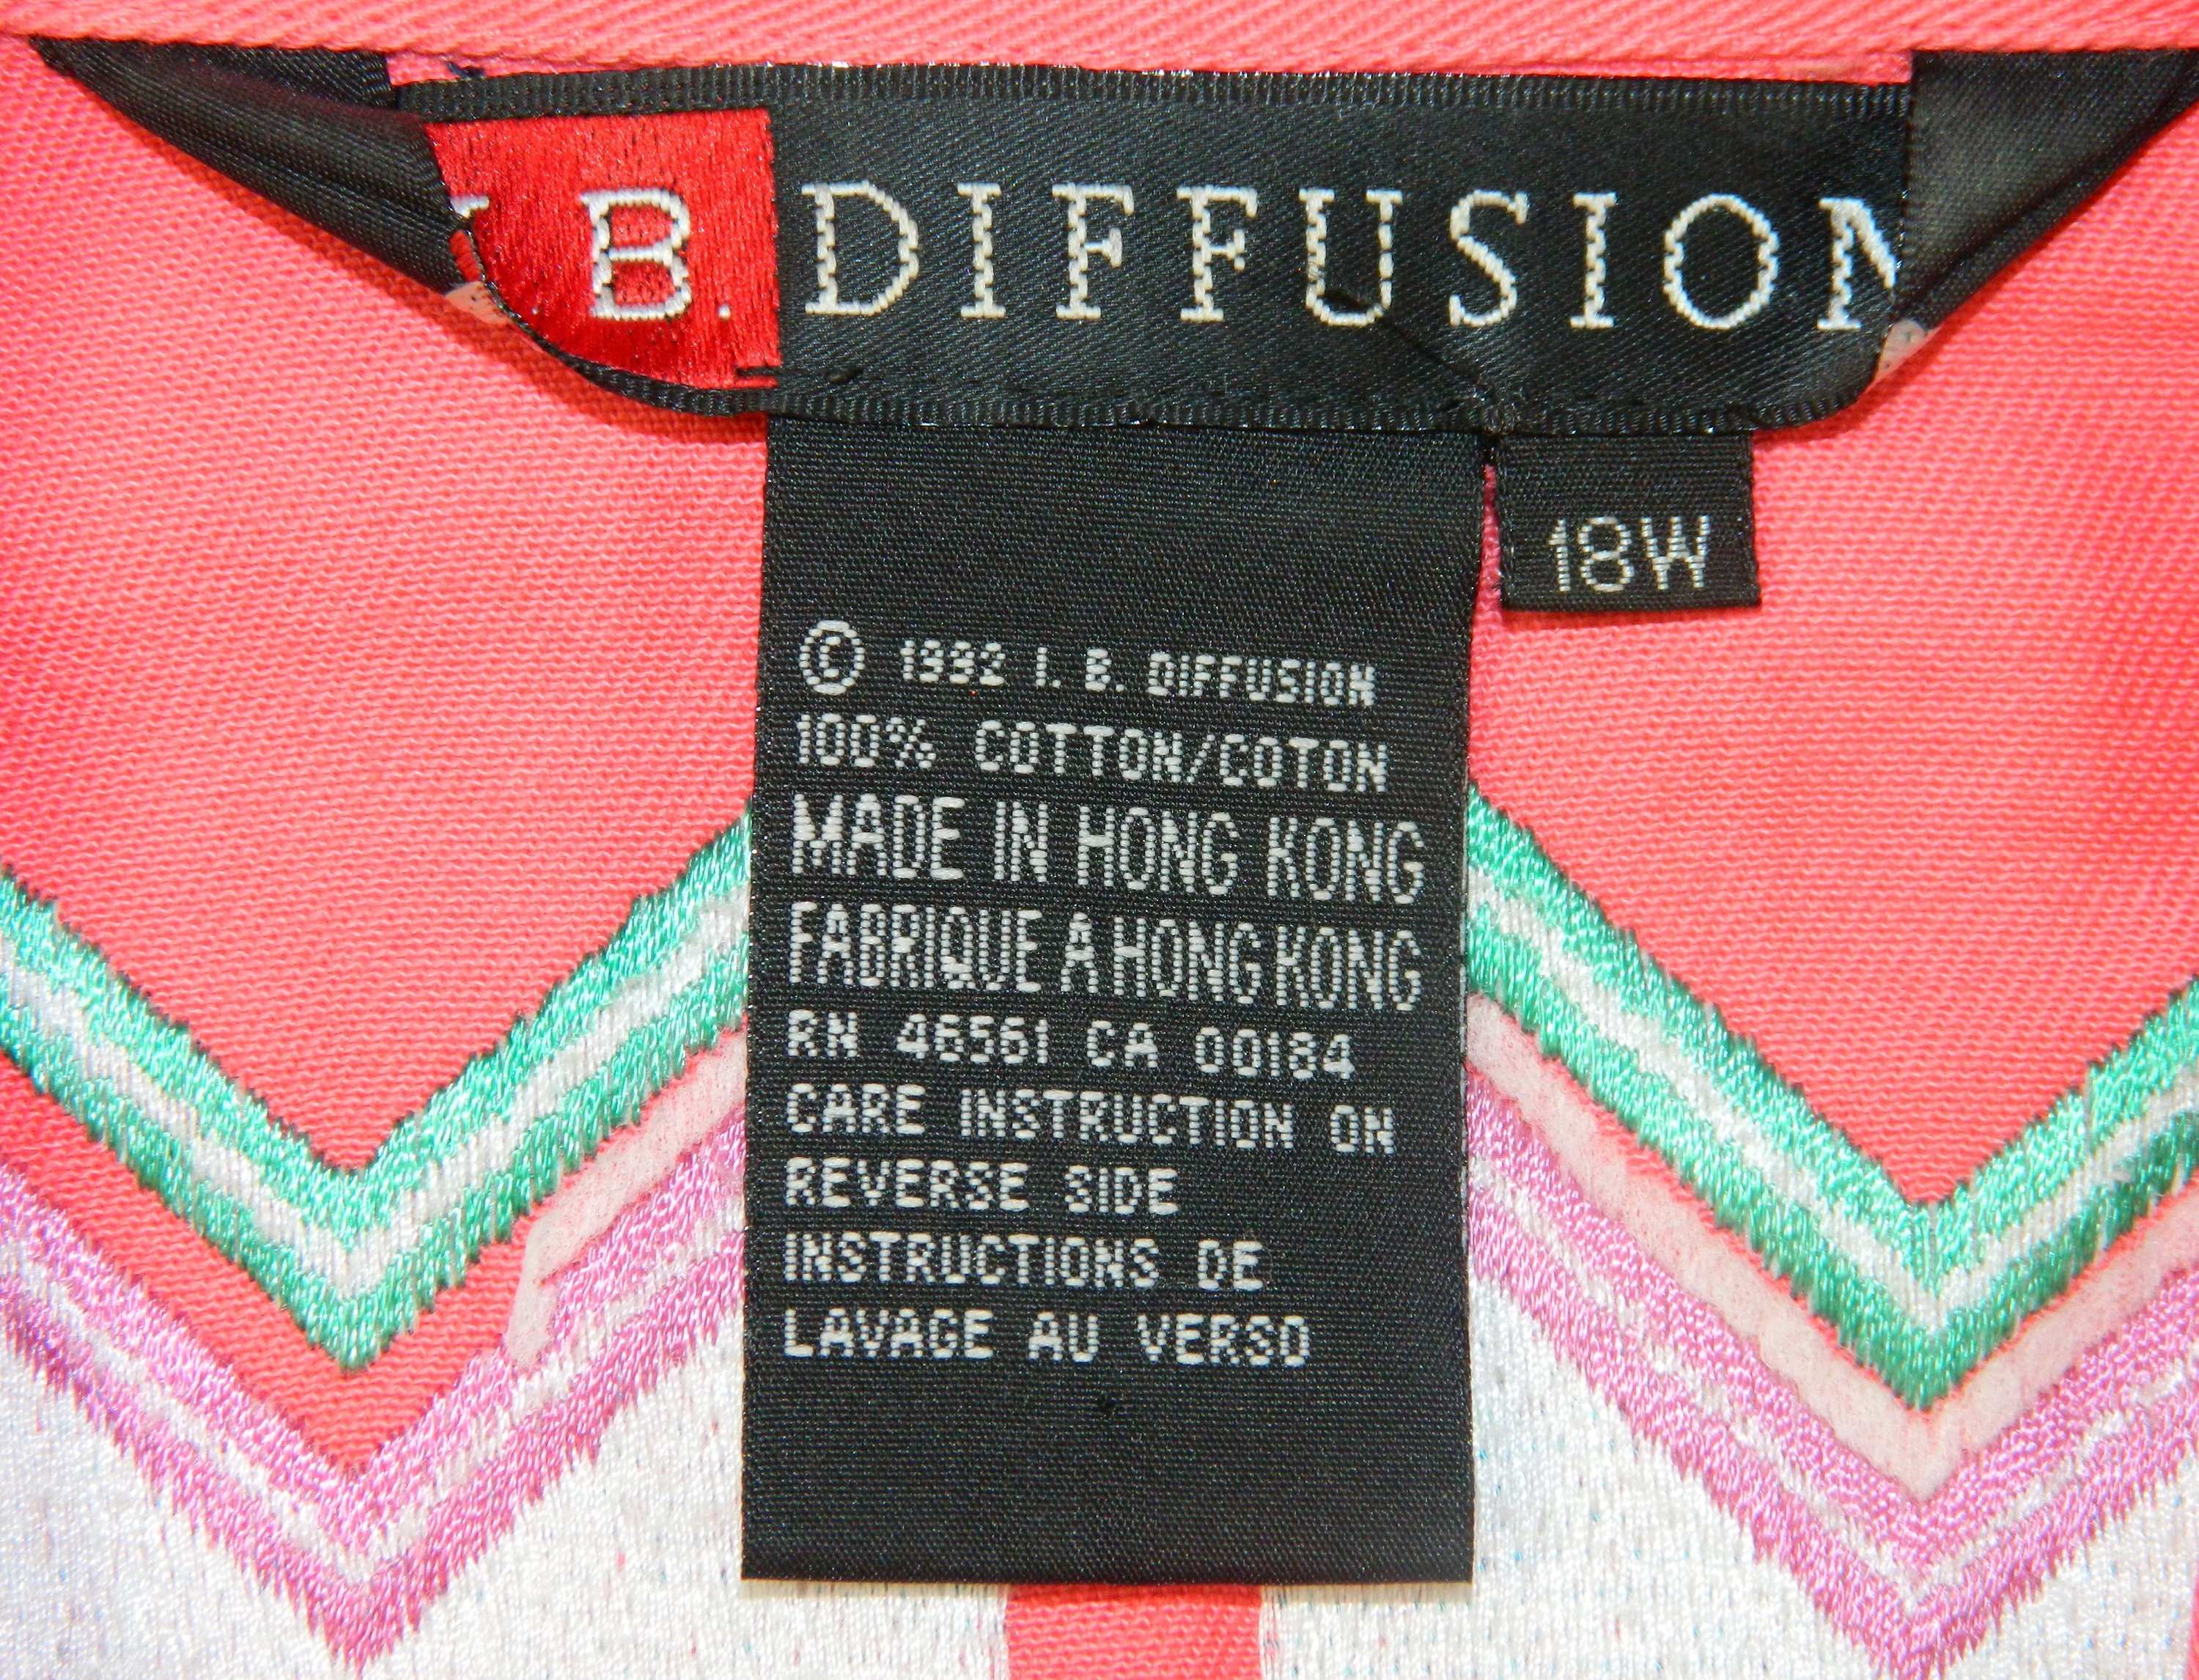 I. B. DIFFUSION
18W
© 1992 I. B. DIFFUSION
100% COTTON/COTON
MADE IN HONG KONG
FABRIQUE A HONG KONG
RN 46561 CA 00184
CARE INSTRUCTION ON
REVERSE SIDE
INSTRUCTIONS DE
LAVAGE AU VERSO